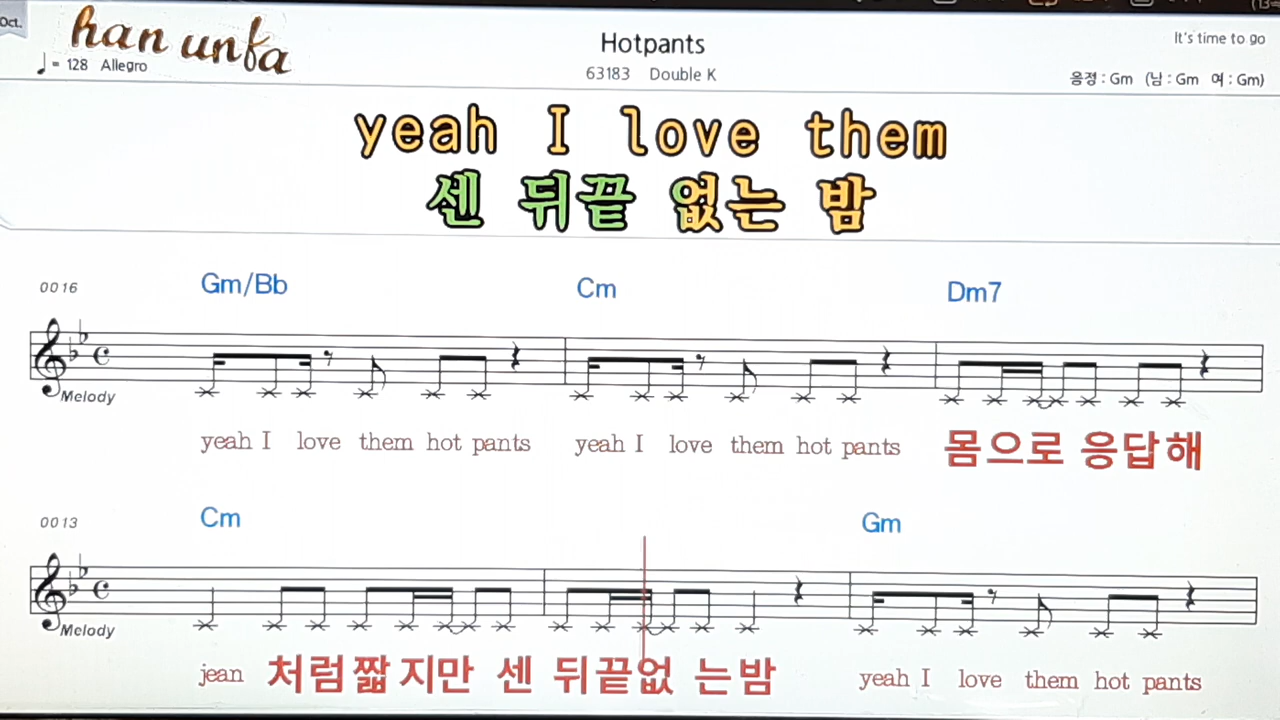 Oct.
han unfa
(13
♩ = 128 Allegro
Hotpants
63183 Double K
It's time to go
음정 : Gm (남 : Gm 여 : Gm)
yeah I love them
센 뒤끝 없는 밤
0016
Gm/Bb Cm Dm7
Melody
yeah I love them hot pants yeah I love them hot pants 몸으로 응답해
0013
Cm Gm
Melody
jean 처럼짧 지만 센 뒤끝없 는밤 yeah I love them hot pants